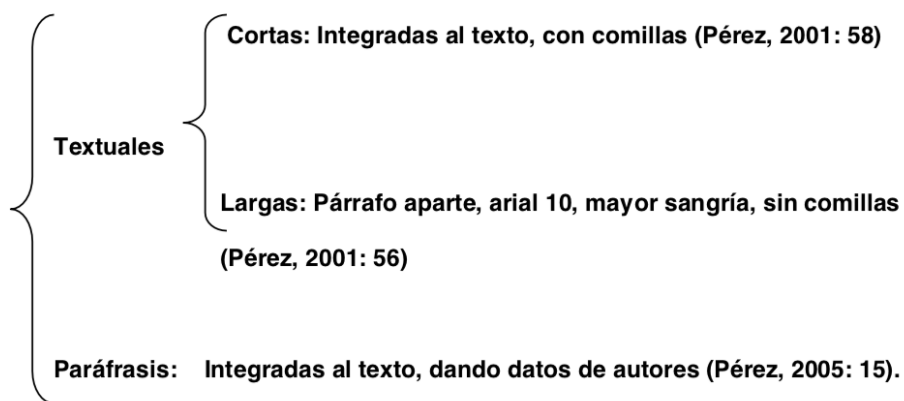 Cortas: Integradas al texto, con comillas (Pérez, 2001: 58)
Textuales
Largas: Párrafo aparte, arial 10, mayor sangría, sin comillas
(Pérez, 2001: 56)
Paráfrasis: Integradas al texto, dando datos de autores (Pérez, 2005: 15).